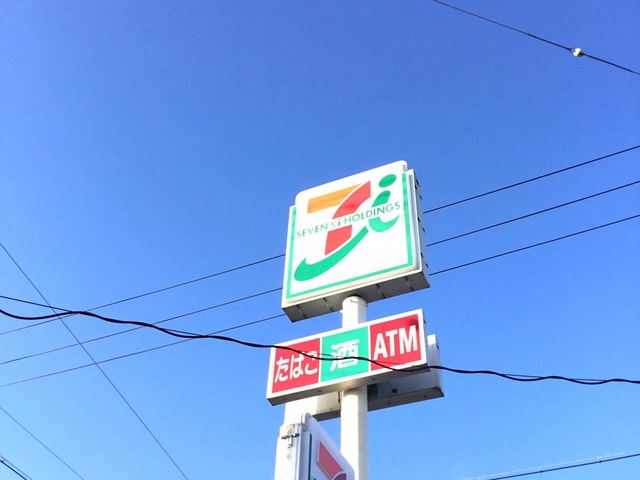 SEVEN & i HOLDINGS
たばこ 酒 ATM